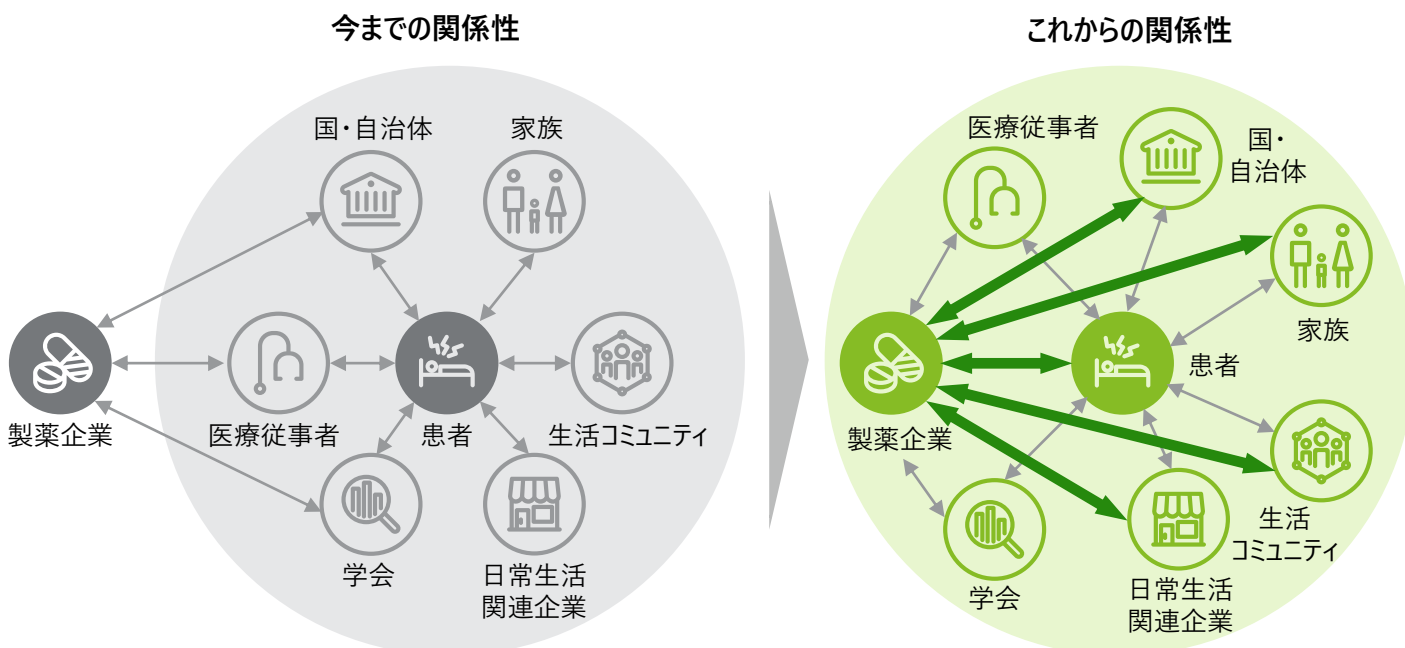 今までの関係性
国・自治体
家族
製薬企業
医療従事者
患者
生活コミュニティ
学会
日常生活
関連企業
これからの関係性
医療従事者
国・
自治体
家族
患者
製薬企業
生活
コミュニティ
学会
日常生活
関連企業